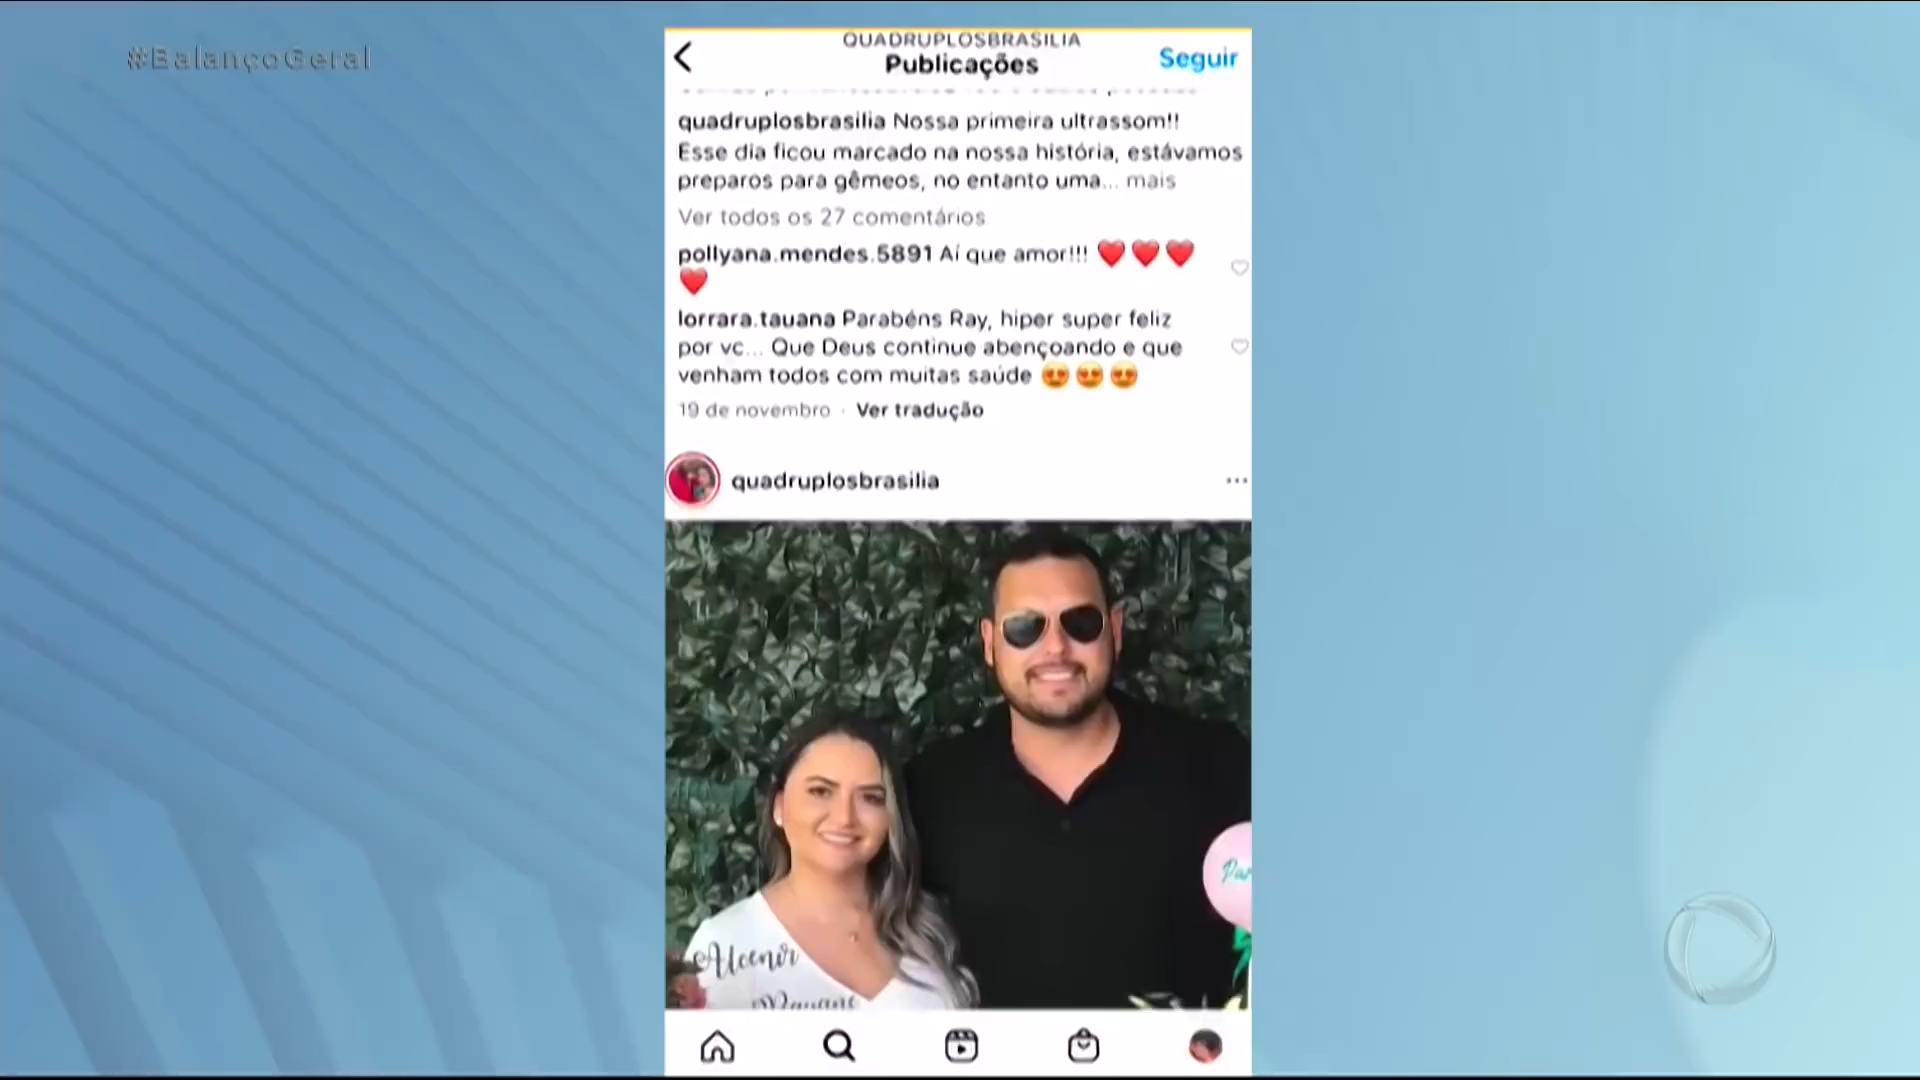 #BalançoGeral
QUADRUPLOSBRASILIA
Publicações
Seguir
quadruplosbrasilia Nossa primeira ultrassom!!
Esse dia ficou marcado na nossa história, estávamos
preparos para gêmeos, no entanto uma... mais
Ver todos os 27 comentários
pollyana.mendes.5891 Aí que amor!!! ❤️❤️❤️
❤️
lorrara.tauana Parabéns Ray, hiper super feliz
por vc... Que Deus continue abençoando e que
venham todos com muitas saúde 😍😍😍
19 de novembro · Ver tradução
quadruplosbrasilia
Alcenir
Rayane